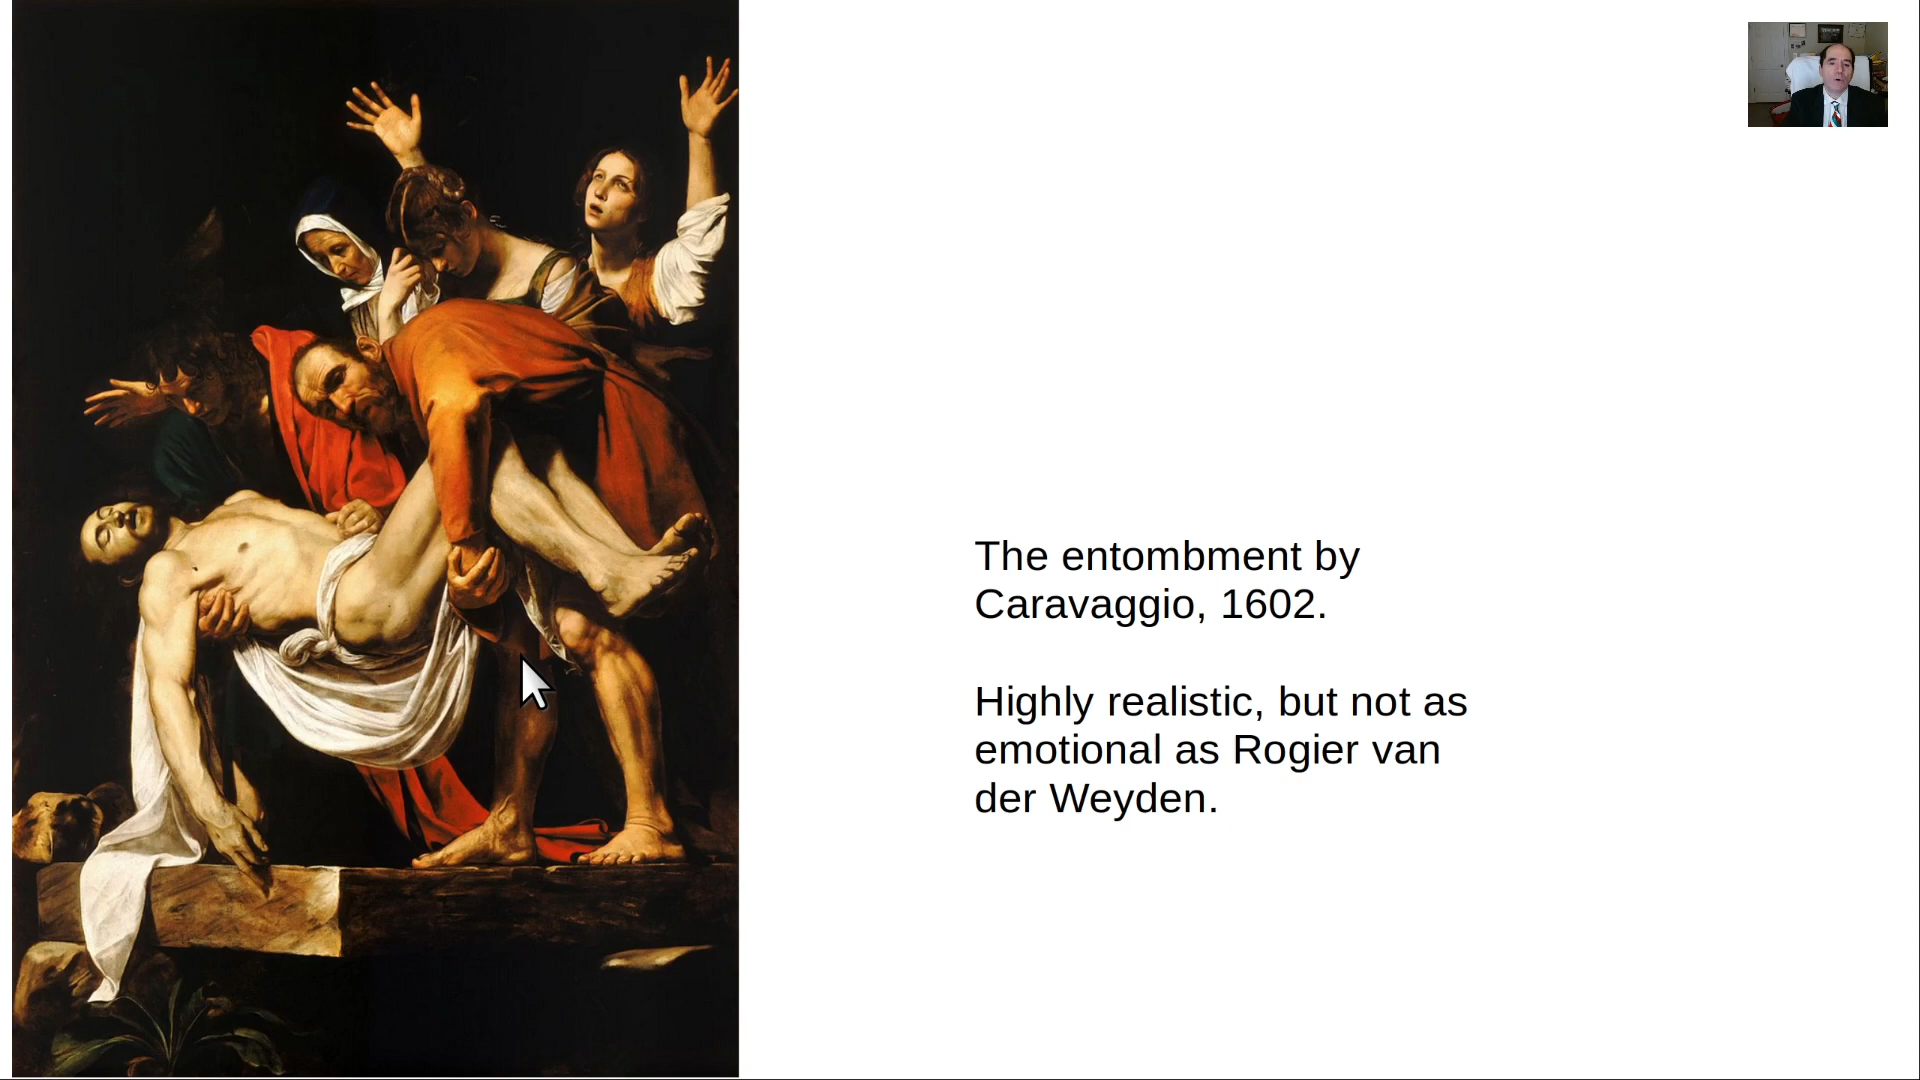 The entombment by
Caravaggio, 1602.
Highly realistic, but not as
emotional as Rogier van
der Weyden.